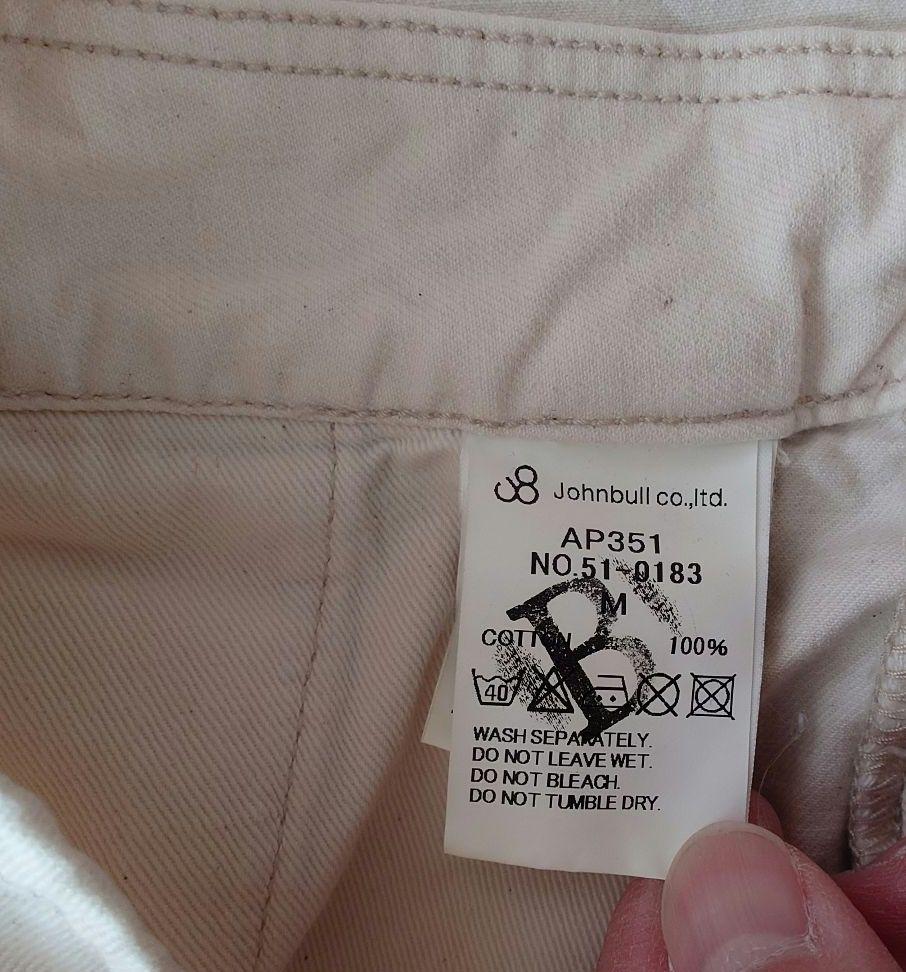 Johnbull co.,ltd.
AP351
NO.51-0183
M
COTTON 100%
40
WASH SEPARATELY.
DO NOT LEAVE WET.
DO NOT BLEACH.
DO NOT TUMBLE DRY.
B